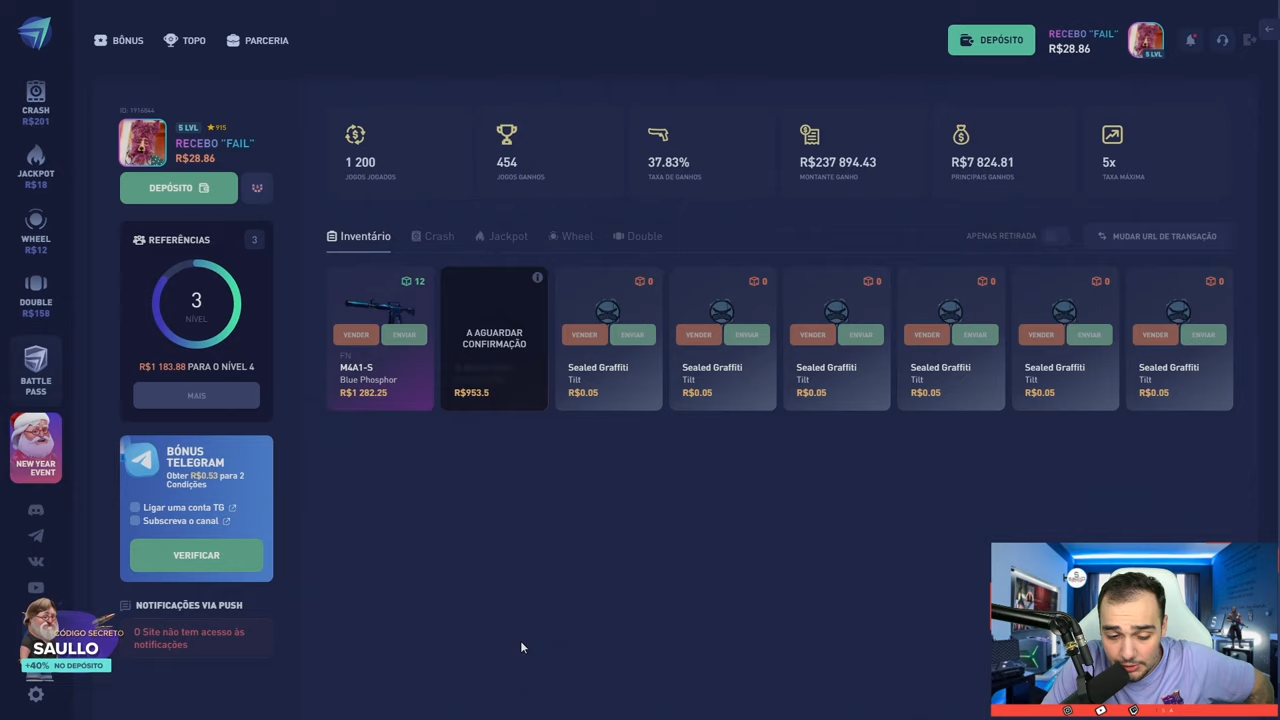 BÔNUS
TOPO
PARCERIA
DEPÓSITO
RECEBO "FAIL"
R$28.86
5 LVL
CRASH
R$201
JACKPOT
R$18
WHEEL
R$12
DOUBLE
R$158
BATTLE
PASS
NEW YEAR
EVENT
CÓDIGO SECRETO
SAULLO
+40% NO DEPÓSITO
ID: 1916044
5 LVL
915
RECEBO "FAIL"
R$28.86
DEPÓSITO
REFERÊNCIAS
3
3
NÍVEL
R$1 183.88 PARA O NÍVEL 4
MAIS
BÓNUS
TELEGRAM
Obter R$0.53 para 2
Condições
Ligar uma conta TG
Subscreva o canal
VERIFICAR
NOTIFICAÇÕES VIA PUSH
O Site não tem acesso às
notificações
1 200
JOGOS JOGADOS
454
JOGOS GANHOS
37.83%
TAXA DE GANHOS
R$237 894.43
MONTANTE GANHO
R$7 824.81
PRINCIPAIS GANHOS
5x
TAXA MÁXIMA
Inventário
Crash
Jackpot
Wheel
Double
APENAS RETIRADA
MUDAR URL DE TRANSAÇÃO
12
VENDER
ENVIAR
FN
M4A1-S
Blue Phosphor
R$1 282.25
A AGUARDAR
CONFIRMAÇÃO
R$953.5
0
VENDER
ENVIAR
Sealed Graffiti
Tilt
R$0.05
0
VENDER
ENVIAR
Sealed Graffiti
Tilt
R$0.05
0
VENDER
ENVIAR
Sealed Graffiti
Tilt
R$0.05
0
VENDER
ENVIAR
Sealed Graffiti
Tilt
R$0.05
0
VENDER
ENVIAR
Sealed Graffiti
Tilt
R$0.05
0
VENDER
ENVIAR
Sealed Graffiti
Tilt
R$0.05